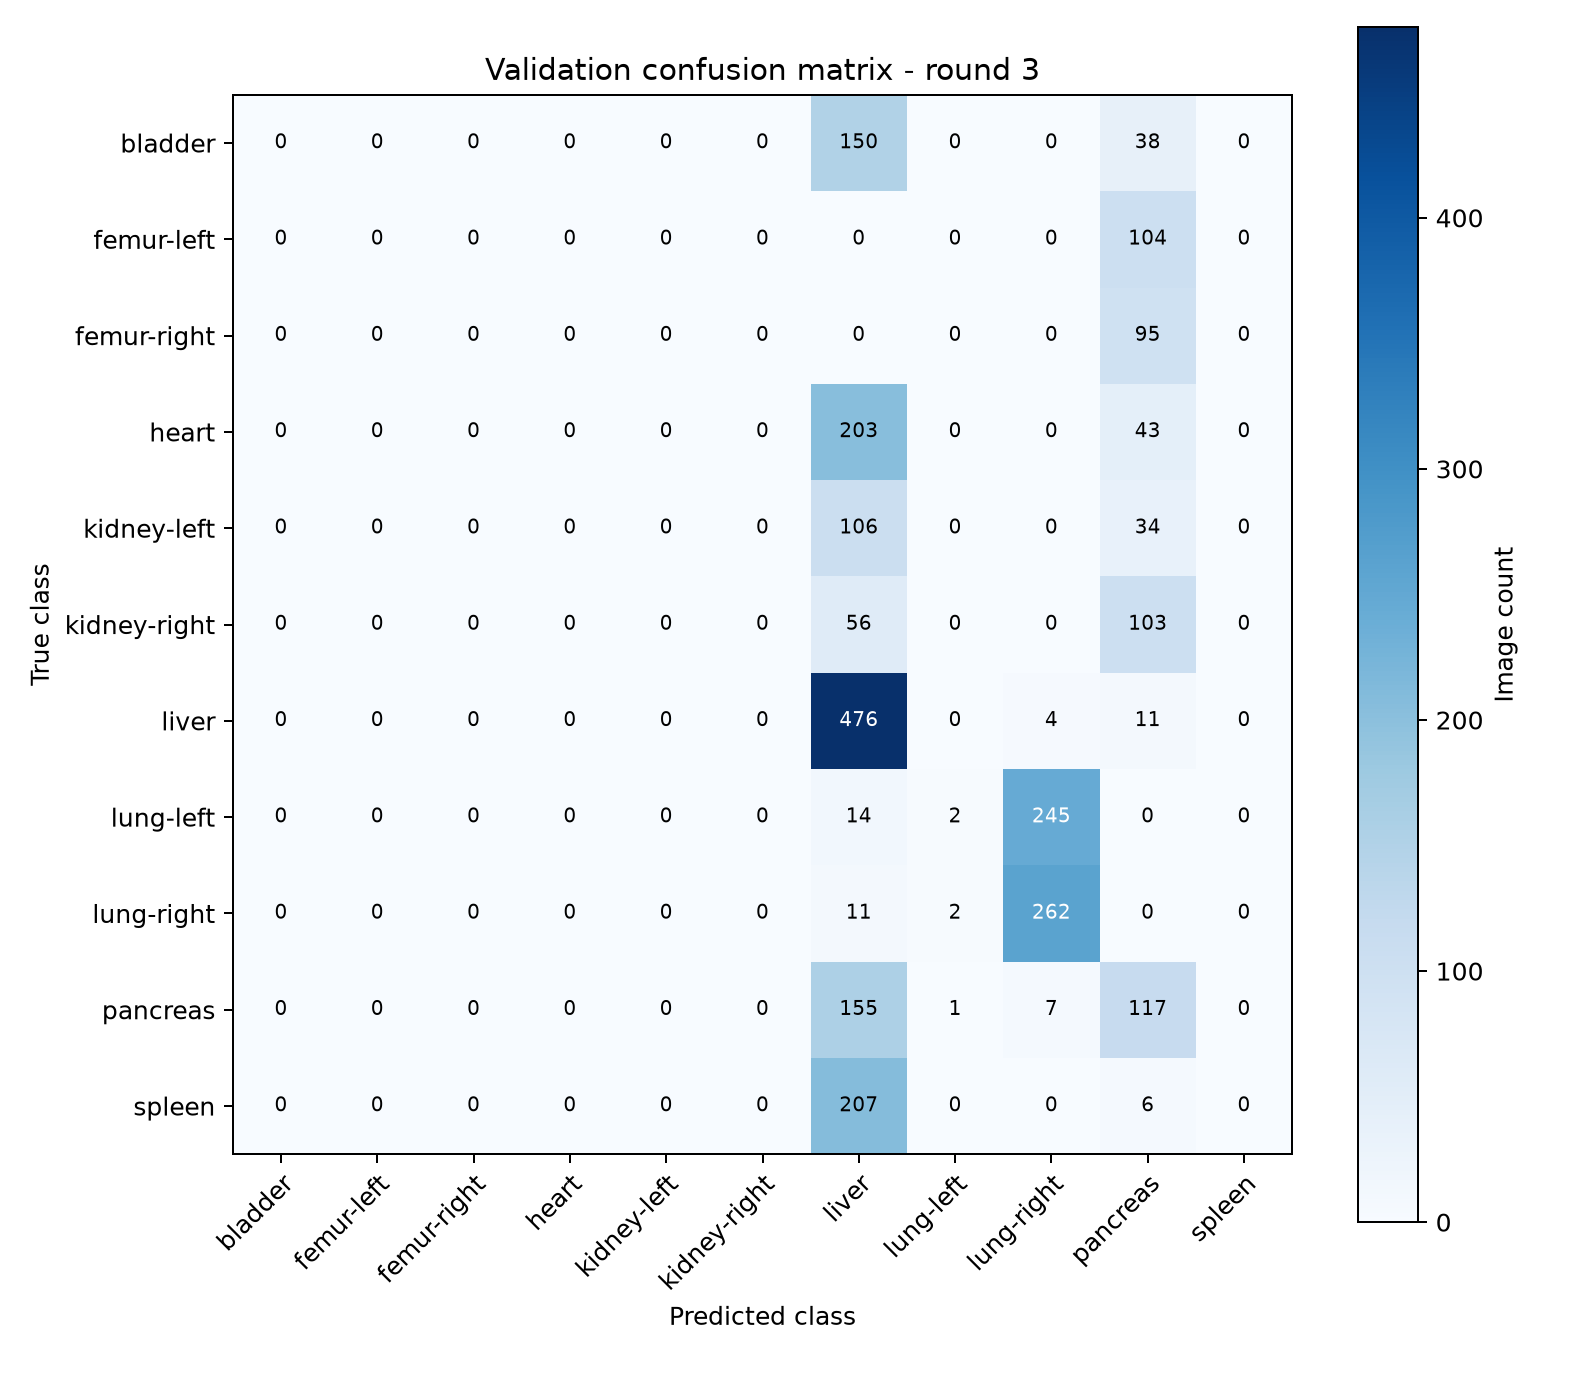 Validation confusion matrix - round 3
bladder 0 0 0 0 0 0 150 0 0 38 0
femur-left 0 0 0 0 0 0 0 0 0 104 0
femur-right 0 0 0 0 0 0 0 0 0 95 0
heart 0 0 0 0 0 0 203 0 0 43 0
kidney-left 0 0 0 0 0 0 106 0 0 34 0
kidney-right 0 0 0 0 0 0 56 0 0 103 0
liver 0 0 0 0 0 0 476 0 4 11 0
lung-left 0 0 0 0 0 0 14 2 245 0 0
lung-right 0 0 0 0 0 0 11 2 262 0 0
pancreas 0 0 0 0 0 0 155 1 7 117 0
spleen 0 0 0 0 0 0 207 0 0 6 0
True class
bladder femur-left femur-right heart kidney-left kidney-right liver lung-left lung-right pancreas spleen
Predicted class
400
300
200
100
0
Image count